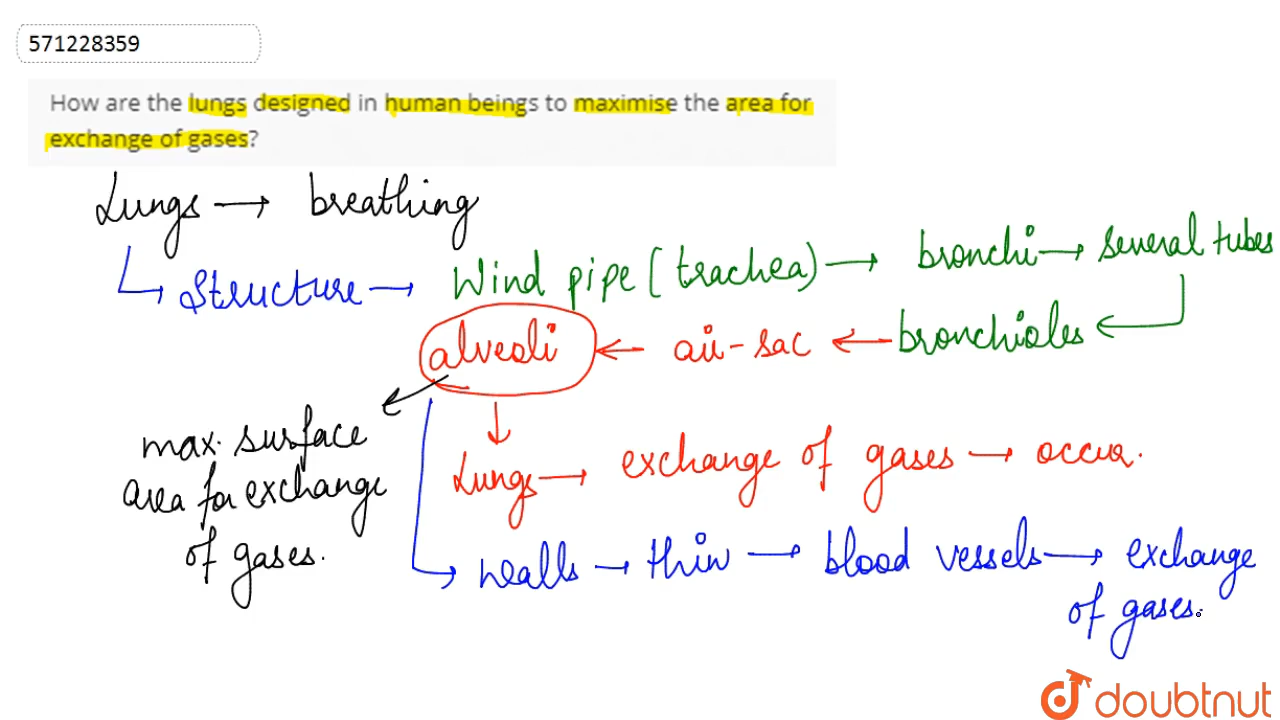 571228359
How are the lungs designed in human beings to maximise the area for
exchange of gases?
Lungs → breathing
↳ Structure → Wind pipe (trachea) → bronchi → several tubes
alveoli ← air-sac ← bronchioles
max. surface
area for exchange
of gases.
Lungs → exchange of gases → occur.
walls → thin → blood vessels → exchange
of gases.
doubtnut